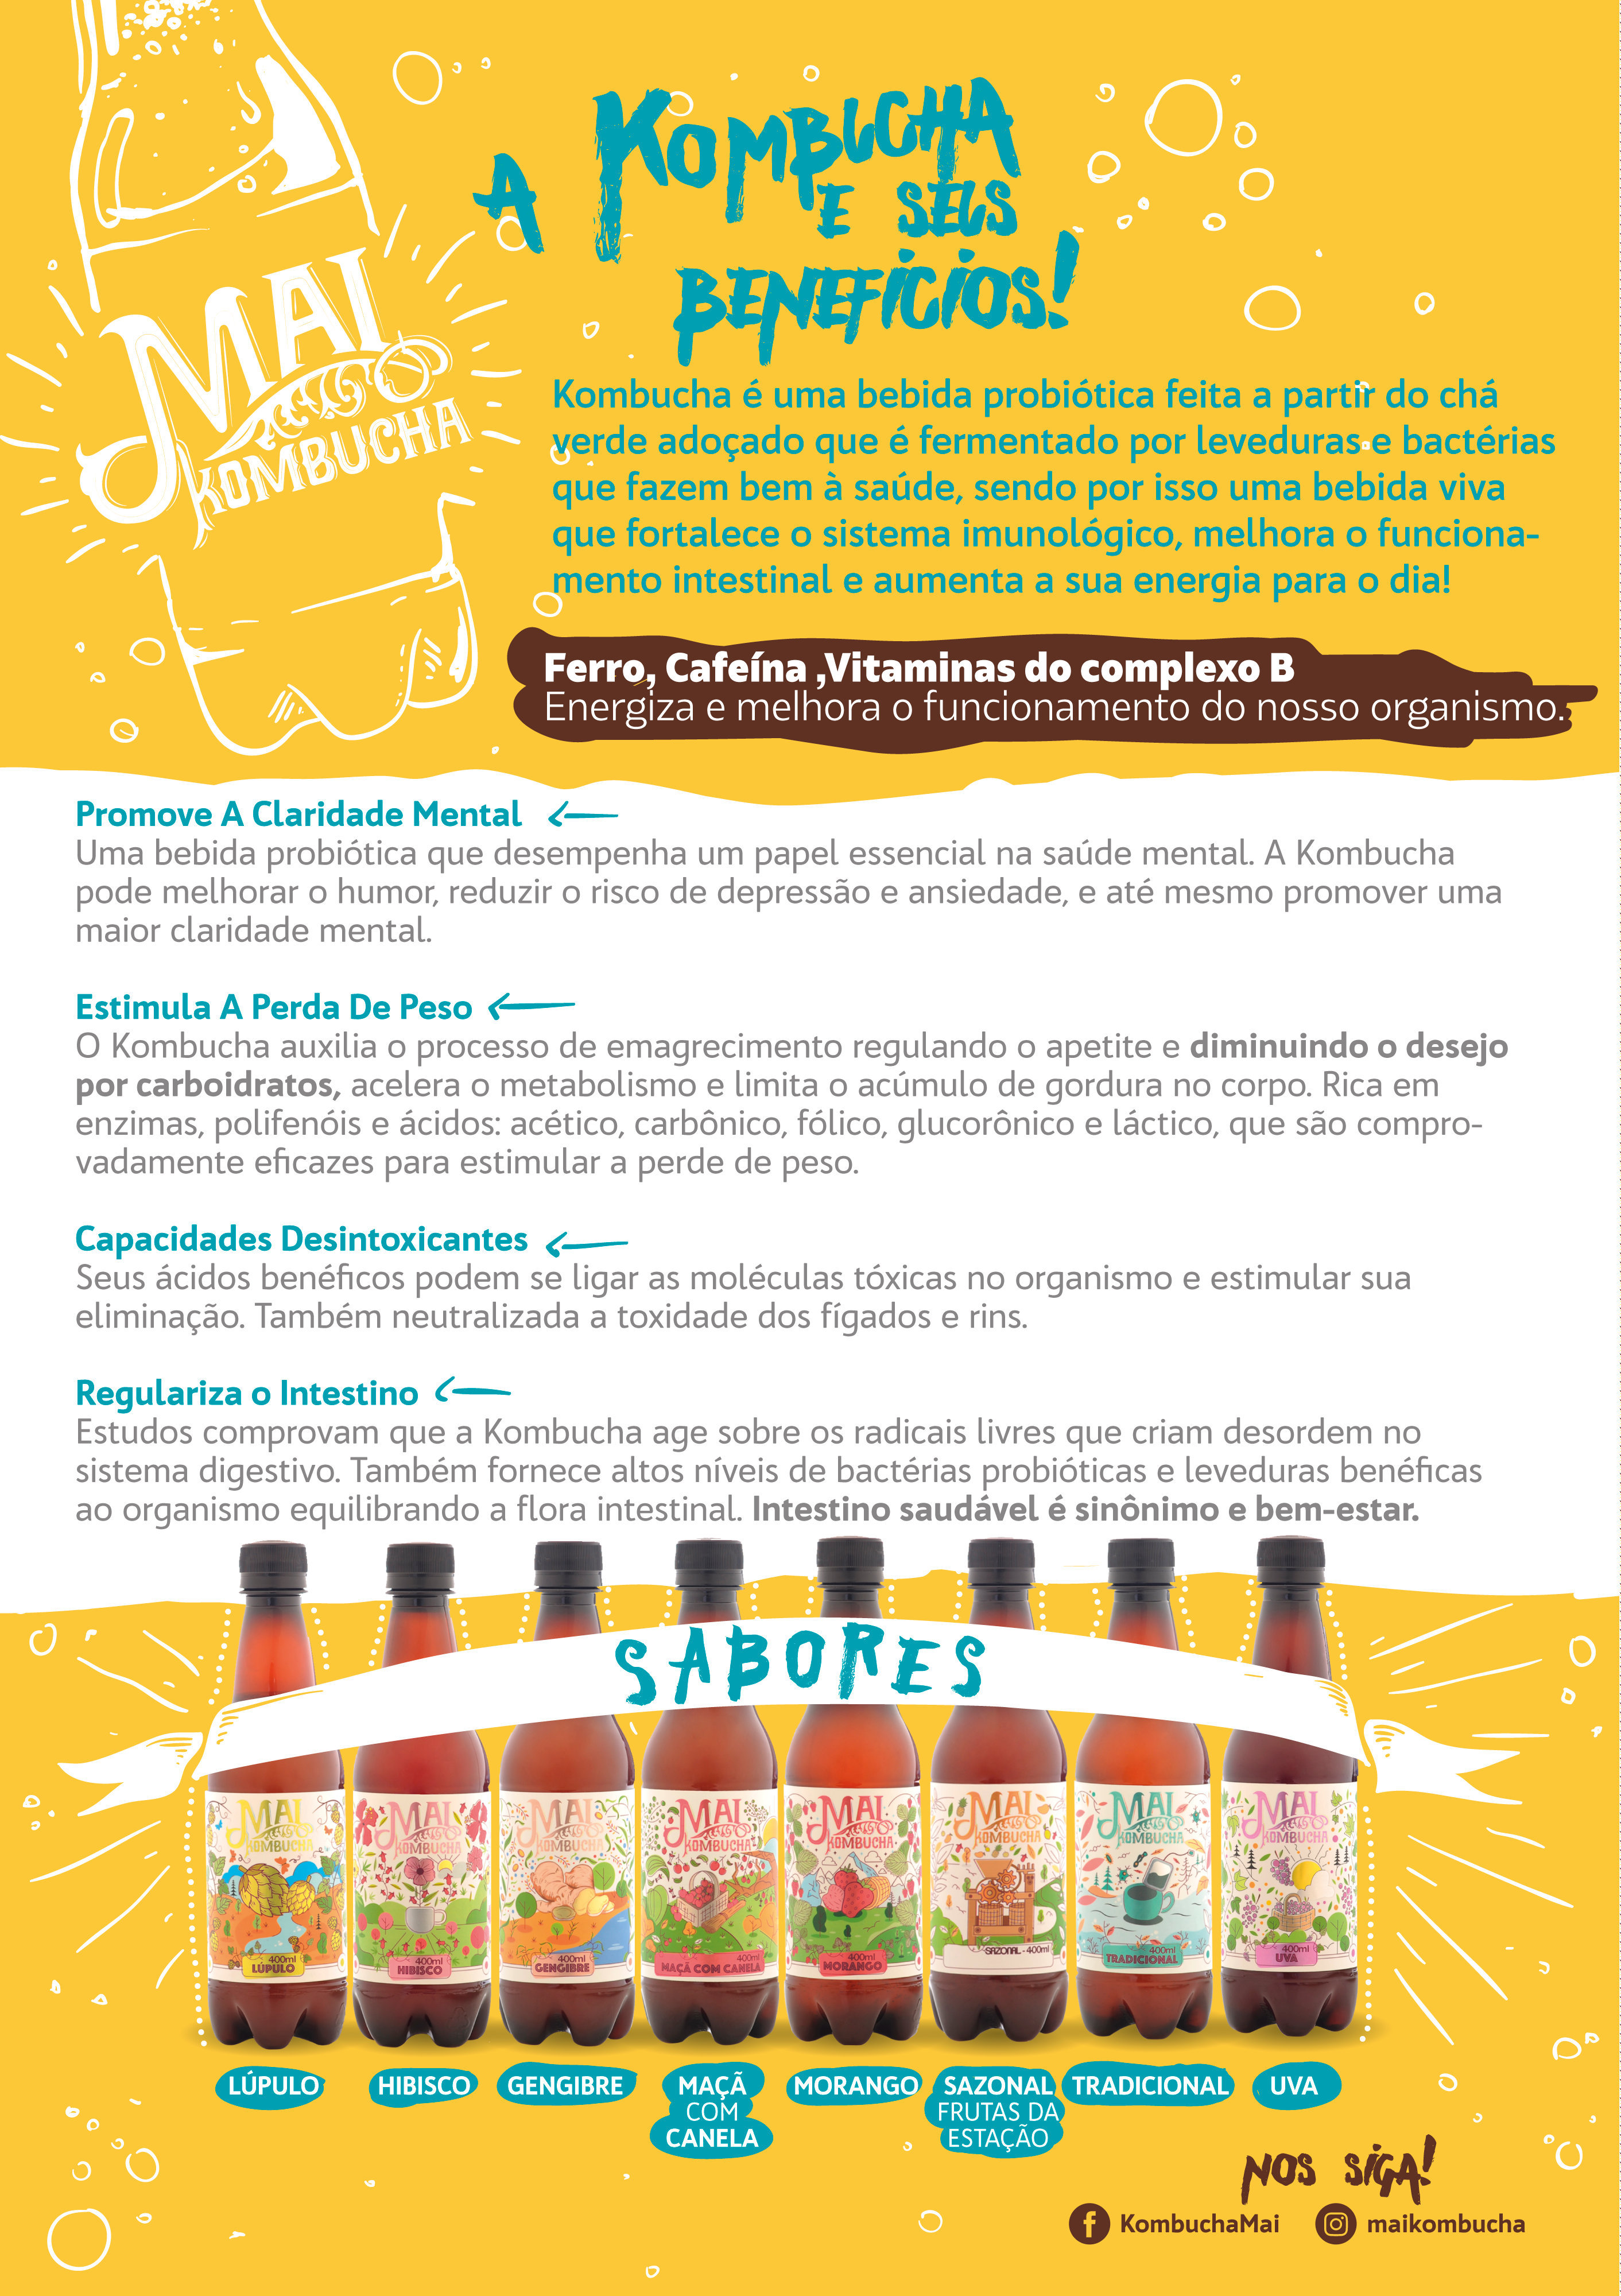 MAI
KOMBUCHA
A KOMBUCHA
E SEUS
BENEFÍCIOS!
Kombucha é uma bebida probiótica feita a partir do chá
verde adoçado que é fermentado por leveduras e bactérias
que fazem bem à saúde, sendo por isso uma bebida viva
que fortalece o sistema imunológico, melhora o funciona-
mento intestinal e aumenta a sua energia para o dia!
Ferro, Cafeína ,Vitaminas do complexo B
Energiza e melhora o funcionamento do nosso organismo.
Promove A Claridade Mental
Uma bebida probiótica que desempenha um papel essencial na saúde mental. A Kombucha
pode melhorar o humor, reduzir o risco de depressão e ansiedade, e até mesmo promover uma
maior claridade mental.
Estimula A Perda De Peso
O Kombucha auxilia o processo de emagrecimento regulando o apetite e diminuindo o desejo
por carboidratos, acelera o metabolismo e limita o acúmulo de gordura no corpo. Rica em
enzimas, polifenóis e ácidos: acético, carbônico, fólico, glucorônico e láctico, que são compro-
vadamente eficazes para estimular a perde de peso.
Capacidades Desintoxicantes
Seus ácidos benéficos podem se ligar as moléculas tóxicas no organismo e estimular sua
eliminação. Também neutralizada a toxidade dos fígados e rins.
Regulariza o Intestino
Estudos comprovam que a Kombucha age sobre os radicais livres que criam desordem no
sistema digestivo. Também fornece altos níveis de bactérias probióticas e leveduras benéficas
ao organismo equilibrando a flora intestinal. Intestino saudável é sinônimo e bem-estar.
SABORES
MAI KOMBUCHA 400ml LÚPULO
MAI KOMBUCHA 400ml HIBISCO
MAI KOMBUCHA 400ml GENGIBRE
MAI KOMBUCHA 400ml MAÇÃ COM CANELA
MAI KOMBUCHA 400ml MORANGO
MAI KOMBUCHA SAZONAL - 400ml
MAI KOMBUCHA 400ml TRADICIONAL
MAI KOMBUCHA 400ml UVA
LÚPULO
HIBISCO
GENGIBRE
MAÇÃ
COM
CANELA
MORANGO
SAZONAL
FRUTAS DA
ESTAÇÃO
TRADICIONAL
UVA
NOS SIGA!
KombuchaMai
maikombucha